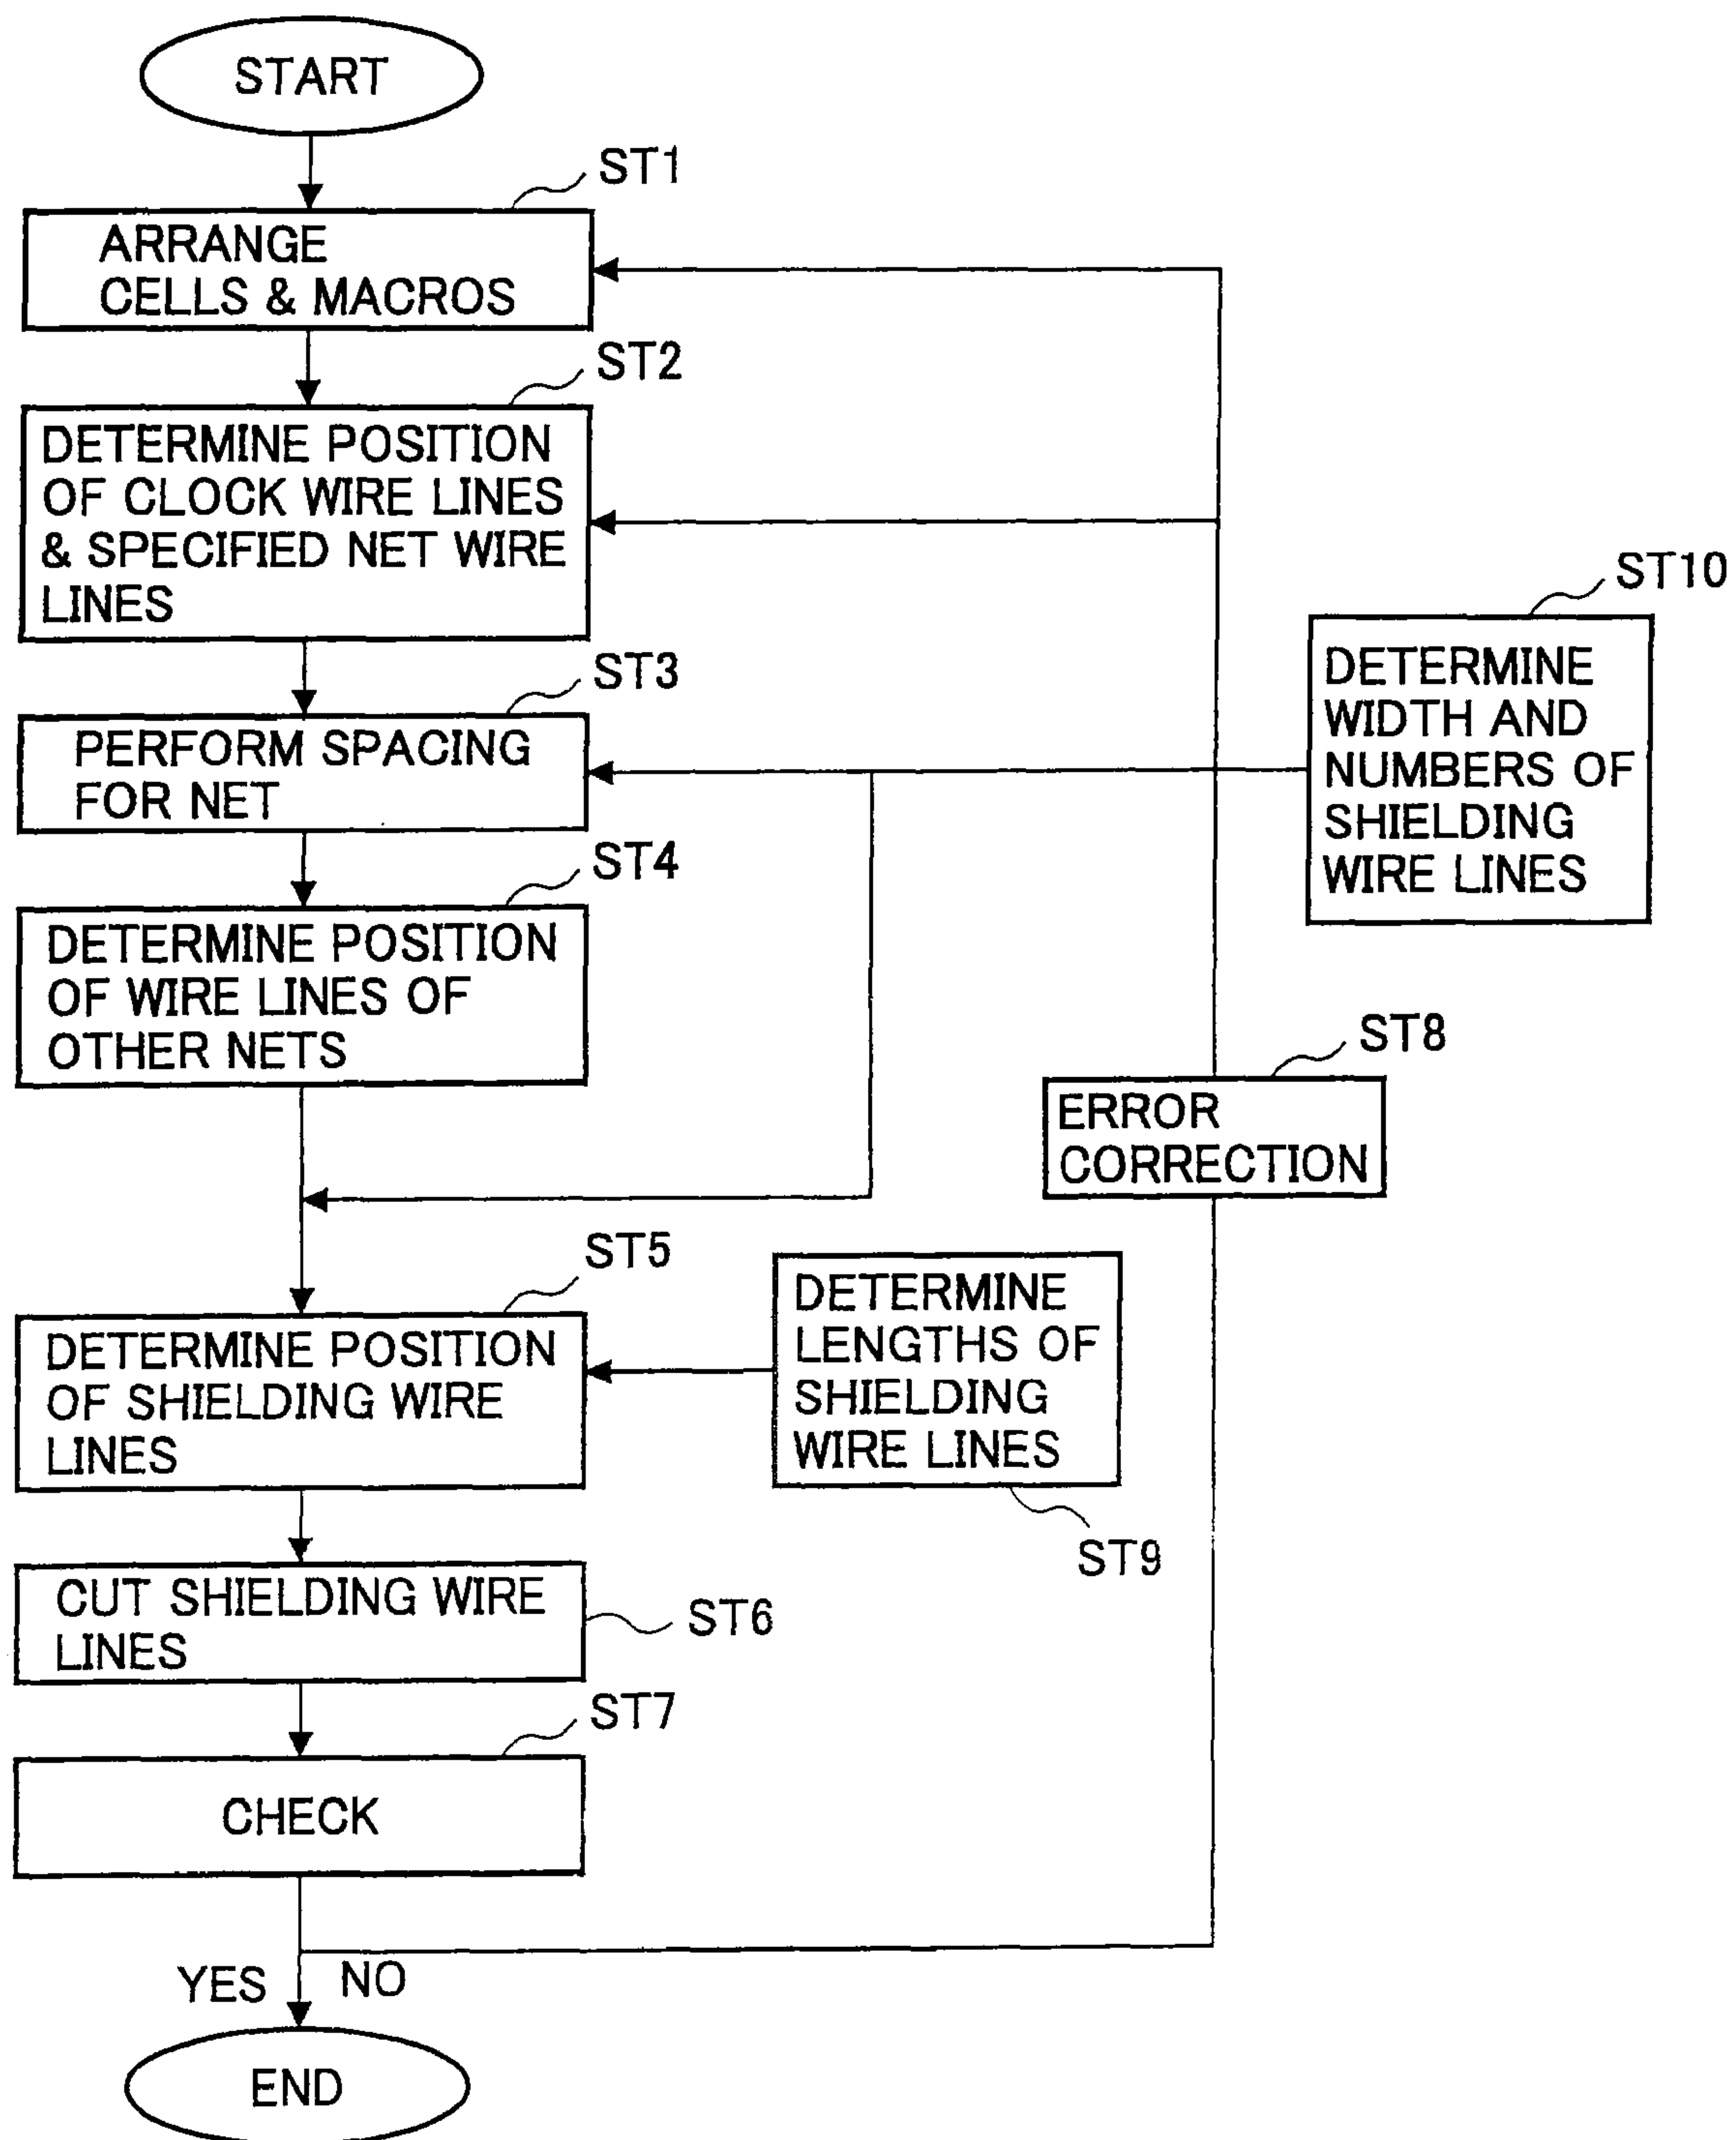 START
ST1
ARRANGE
CELLS & MACROS
ST2
DETERMINE POSITION
OF CLOCK WIRE LINES
& SPECIFIED NET WIRE
LINES
ST10
DETERMINE
WIDTH AND
NUMBERS OF
SHIELDING
WIRE LINES
ST3
PERFORM SPACING
FOR NET
ST4
DETERMINE POSITION
OF WIRE LINES OF
OTHER NETS
ST8
ERROR
CORRECTION
ST5
DETERMINE POSITION
OF SHIELDING WIRE
LINES
DETERMINE
LENGTHS OF
SHIELDING
WIRE LINES
ST9
CUT SHIELDING WIRE
LINES
ST6
ST7
CHECK
YES
NO
END